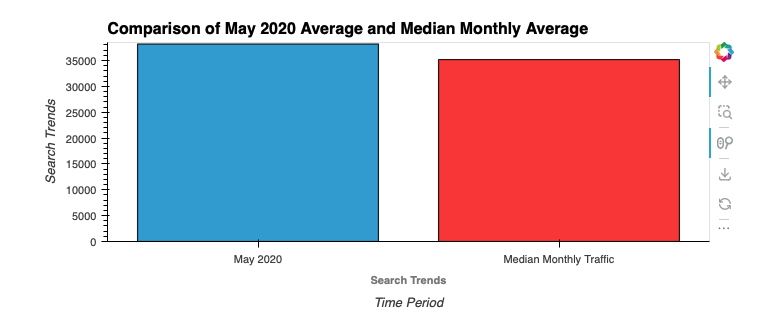 Comparison of May 2020 Average and Median Monthly Average
Search Trends
35000
30000
25000
20000
15000
10000
5000
0
May 2020 Median Monthly Traffic
Search Trends
Time Period